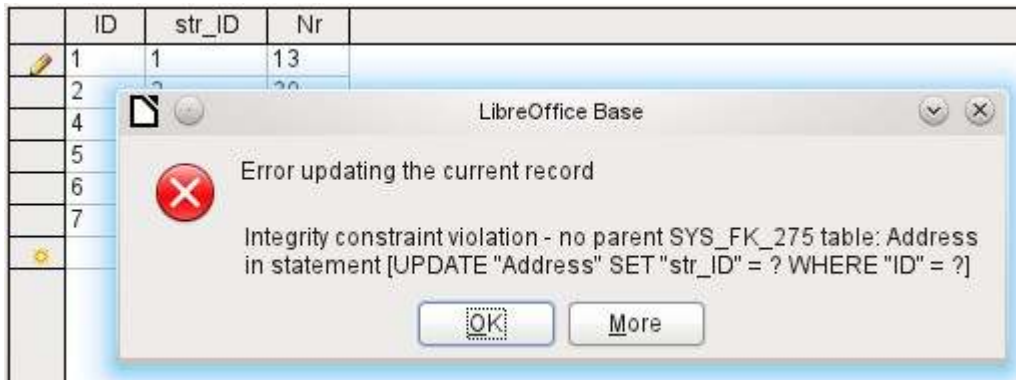 ID str_ID Nr
1 1 13
2
4
5
6
7
LibreOffice Base
Error updating the current record
Integrity constraint violation - no parent SYS_FK_275 table: Address
in statement [UPDATE "Address" SET "str_ID" = ? WHERE "ID" = ?]
OK More